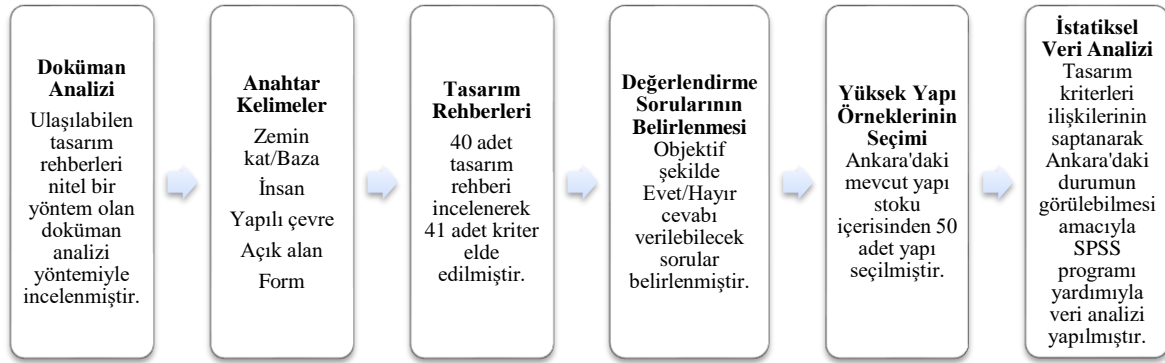 Doküman
Analizi
Ulaşılabilen
tasarım
rehberleri
nitel bir
yöntem olan
doküman
analizi
yöntemiyle
incelenmiştir.
Anahtar
Kelimeler
Zemin
kat/Baza
İnsan
Yapılı çevre
Açık alan
Form
Tasarım
Rehberleri
40 adet
tasarım
rehberi
incelenerek
41 adet kriter
elde
edilmiştir.
Değerlendirme
Sorularının
Belirlenmesi
Objektif
şekilde
Evet/Hayır
cevabı
verilebilecek
sorular
belirlenmiştir.
Yüksek Yapı
Örneklerinin
Seçimi
Ankara'daki
mevcut yapı
stoku
içerisinden 50
adet yapı
seçilmiştir.
İstatiksel
Veri Analizi
Tasarım
kriterleri
ilişkilerinin
saptanarak
Ankara'daki
durumun
görülebilmesi
amacıyla
SPSS
programı
yardımıyla
veri analizi
yapılmıştır.